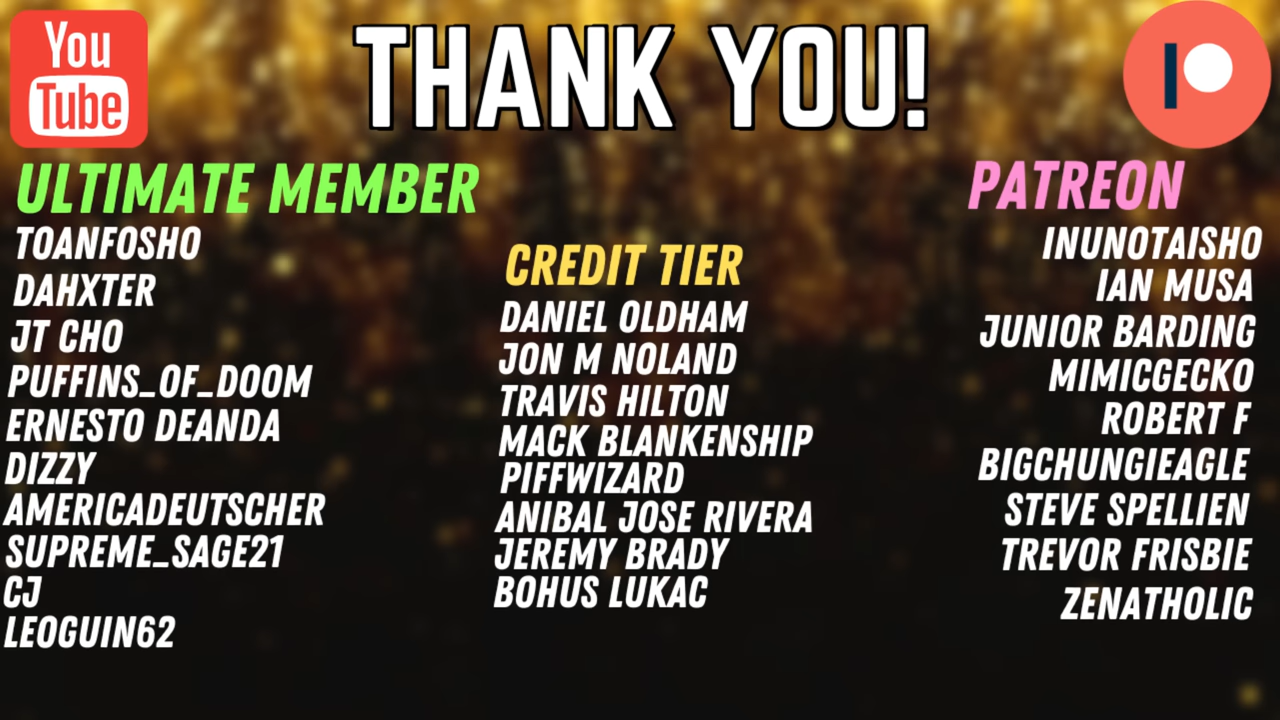 You
Tube
THANK YOU!
ULTIMATE MEMBER
TOANFOSHO
DAHXTER
JT CHO
PUFFINS_OF_DOOM
ERNESTO DEANDA
DIZZY
AMERICADEUTSCHER
SUPREME_SAGE21
CJ
LEOGUIN62
CREDIT TIER
DANIEL OLDHAM
JON M NOLAND
TRAVIS HILTON
MACK BLANKENSHIP
PIFFWIZARD
ANIBAL JOSE RIVERA
JEREMY BRADY
BOHUS LUKAC
PATREON
INUNOTAISHO
IAN MUSA
JUNIOR BARDING
MIMICGECKO
ROBERT F
BIGCHUNGIEAGLE
STEVE SPELLIEN
TREVOR FRISBIE
ZENATHOLIC